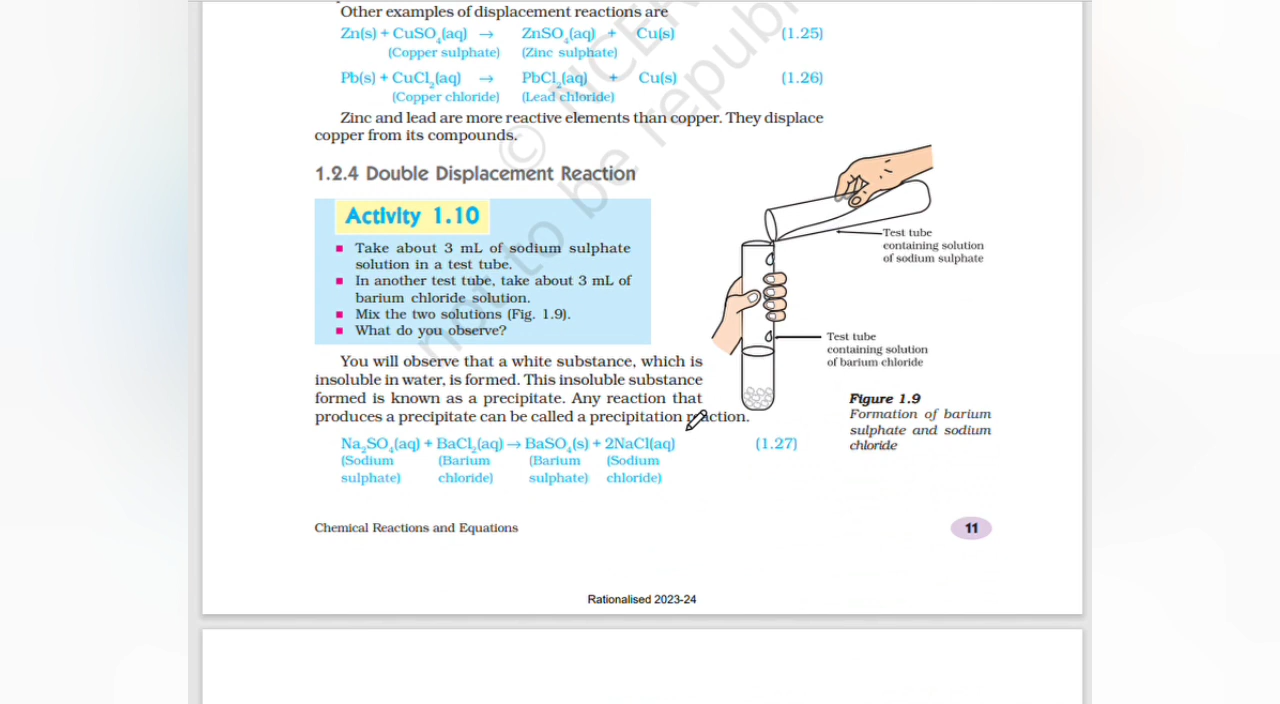 Other examples of displacement reactions are
Zn(s) + CuSO₄(aq) → ZnSO₄(aq) + Cu(s) (1.25)
(Copper sulphate) (Zinc sulphate)
Pb(s) + CuCl₂(aq) → PbCl₂(aq) + Cu(s) (1.26)
(Copper chloride) (Lead chloride)
Zinc and lead are more reactive elements than copper. They displace
copper from its compounds.
1.2.4 Double Displacement Reaction
Activity 1.10
Take about 3 mL of sodium sulphate
solution in a test tube.
In another test tube, take about 3 mL of
barium chloride solution.
Mix the two solutions (Fig. 1.9).
What do you observe?
Test tube
containing solution
of sodium sulphate
Test tube
containing solution
of barium chloride
You will observe that a white substance, which is
insoluble in water, is formed. This insoluble substance
formed is known as a precipitate. Any reaction that
produces a precipitate can be called a precipitation reaction.
Figure 1.9
Formation of barium
sulphate and sodium
chloride
Na₂SO₄(aq) + BaCl₂(aq) → BaSO₄(s) + 2NaCl(aq) (1.27)
(Sodium (Barium (Barium (Sodium
sulphate) chloride) sulphate) chloride)
Chemical Reactions and Equations
11
Rationalised 2023-24
© NCE
not to be republ